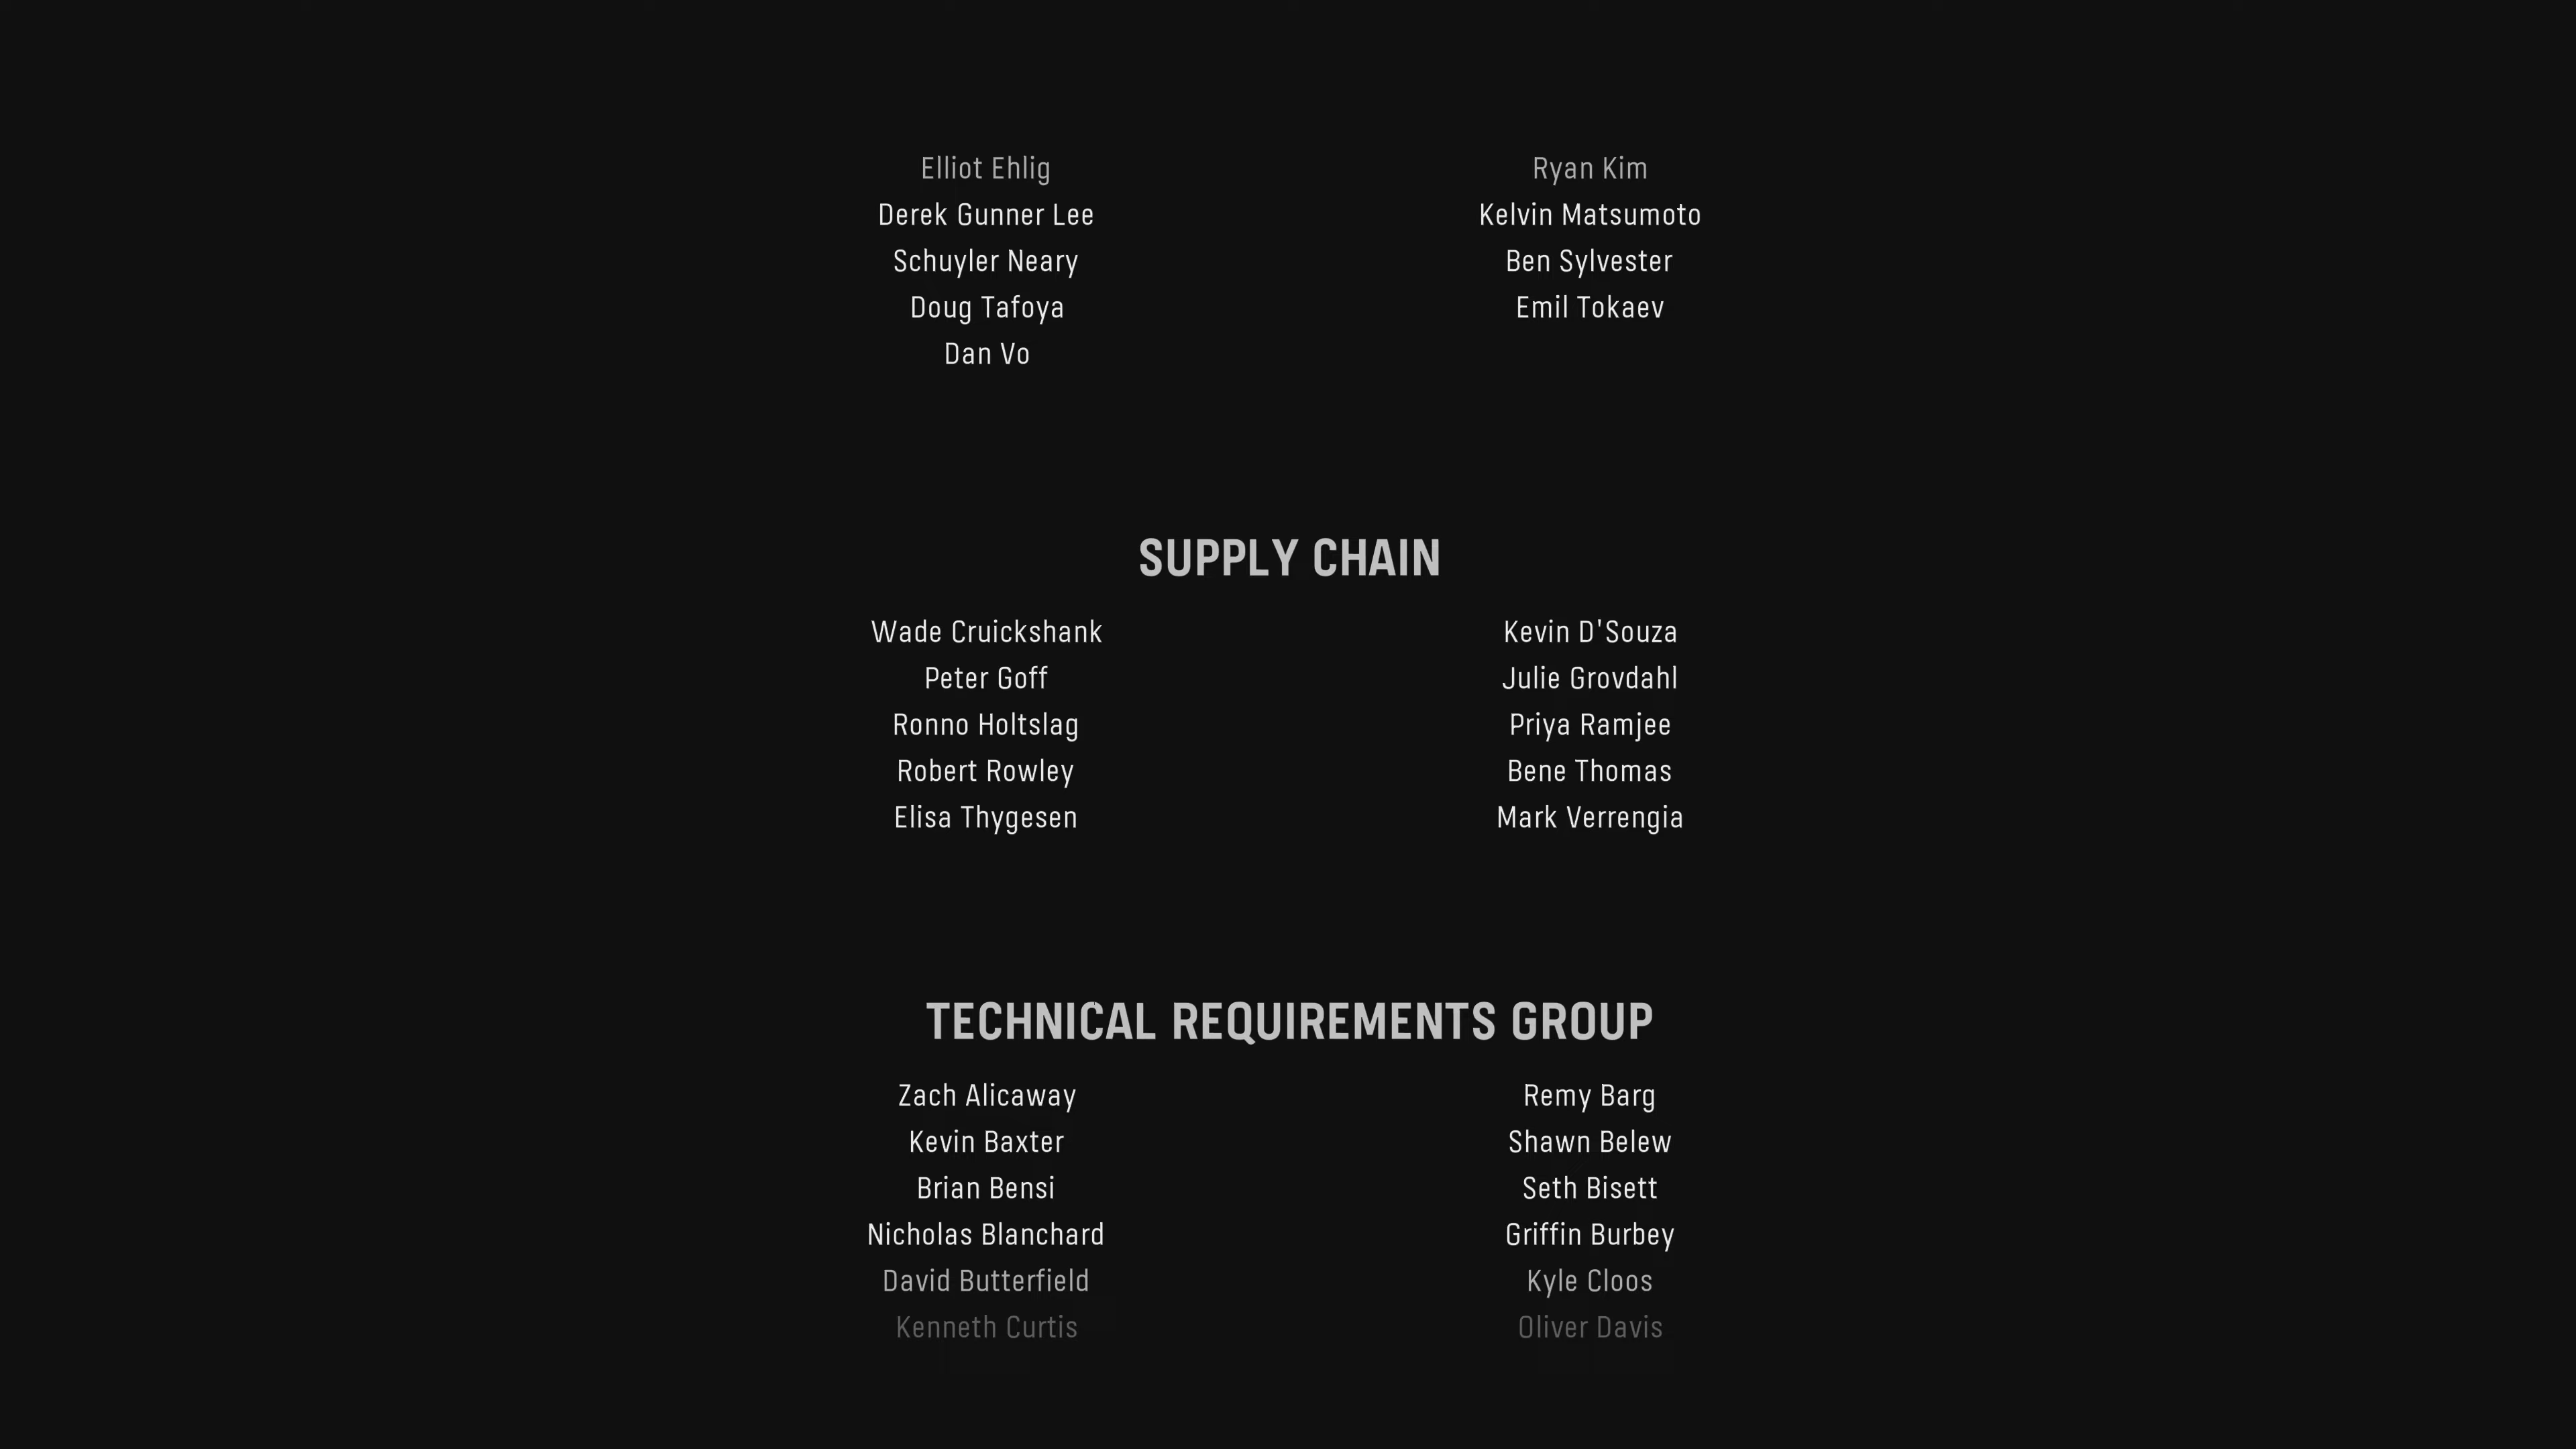 Elliot Ehlig Ryan Kim
Derek Gunner Lee Kelvin Matsumoto
Schuyler Neary Ben Sylvester
Doug Tafoya Emil Tokaev
Dan Vo
SUPPLY CHAIN
Wade Cruickshank Kevin D'Souza
Peter Goff Julie Grovdahl
Ronno Holtslag Priya Ramjee
Robert Rowley Bene Thomas
Elisa Thygesen Mark Verrengia
TECHNICAL REQUIREMENTS GROUP
Zach Alicaway Remy Barg
Kevin Baxter Shawn Belew
Brian Bensi Seth Bisett
Nicholas Blanchard Griffin Burbey
David Butterfield Kyle Cloos
Kenneth Curtis Oliver Davis